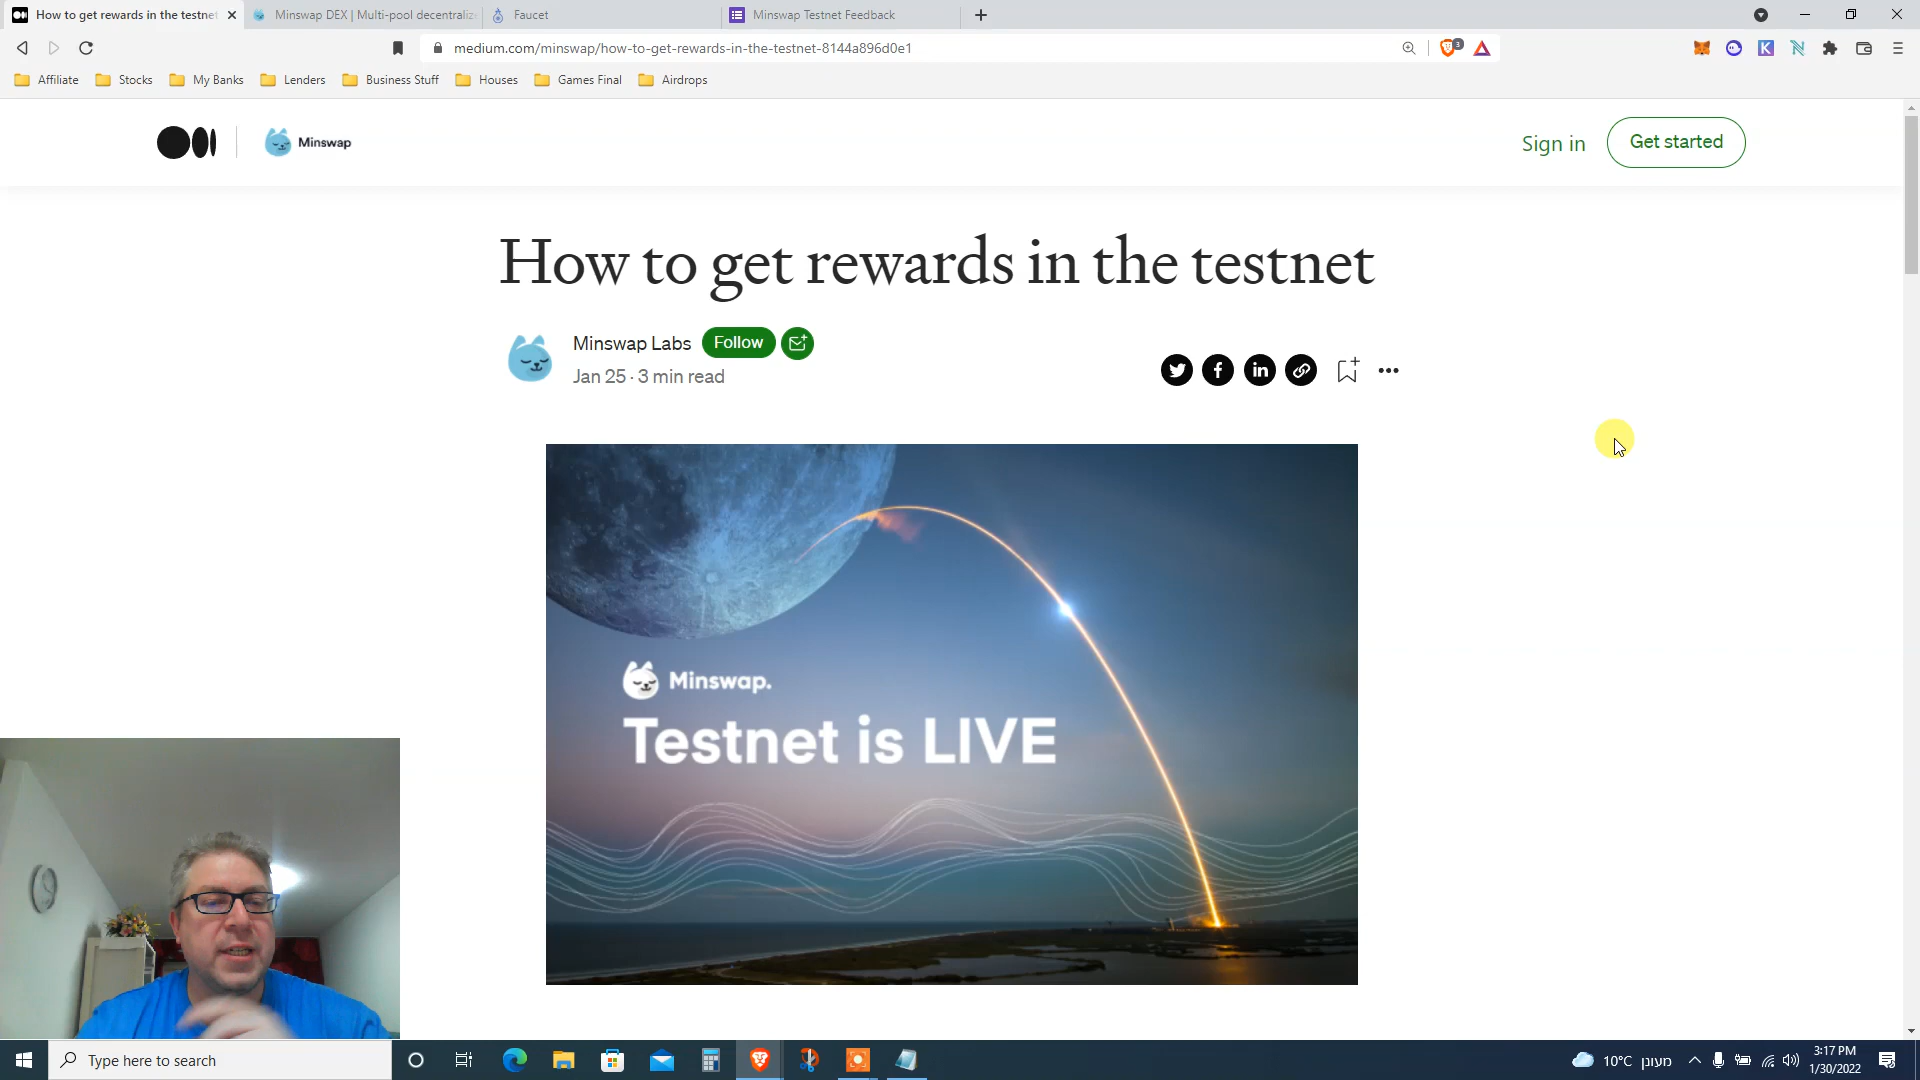 How to get rewards in the testnet
Minswap DEX | Multi-pool decentraliz
Faucet
Minswap Testnet Feedback
medium.com/minswap/how-to-get-rewards-in-the-testnet-8144a896d0e1
3
Affiliate
Stocks
My Banks
Lenders
Business Stuff
Houses
Games Final
Airdrops
Minswap
Sign in
Get started
How to get rewards in the testnet
Minswap Labs
Follow
Jan 25 · 3 min read
Minswap.
Testnet is LIVE
Type here to search
10°C
מעונן
3:17 PM
1/30/2022